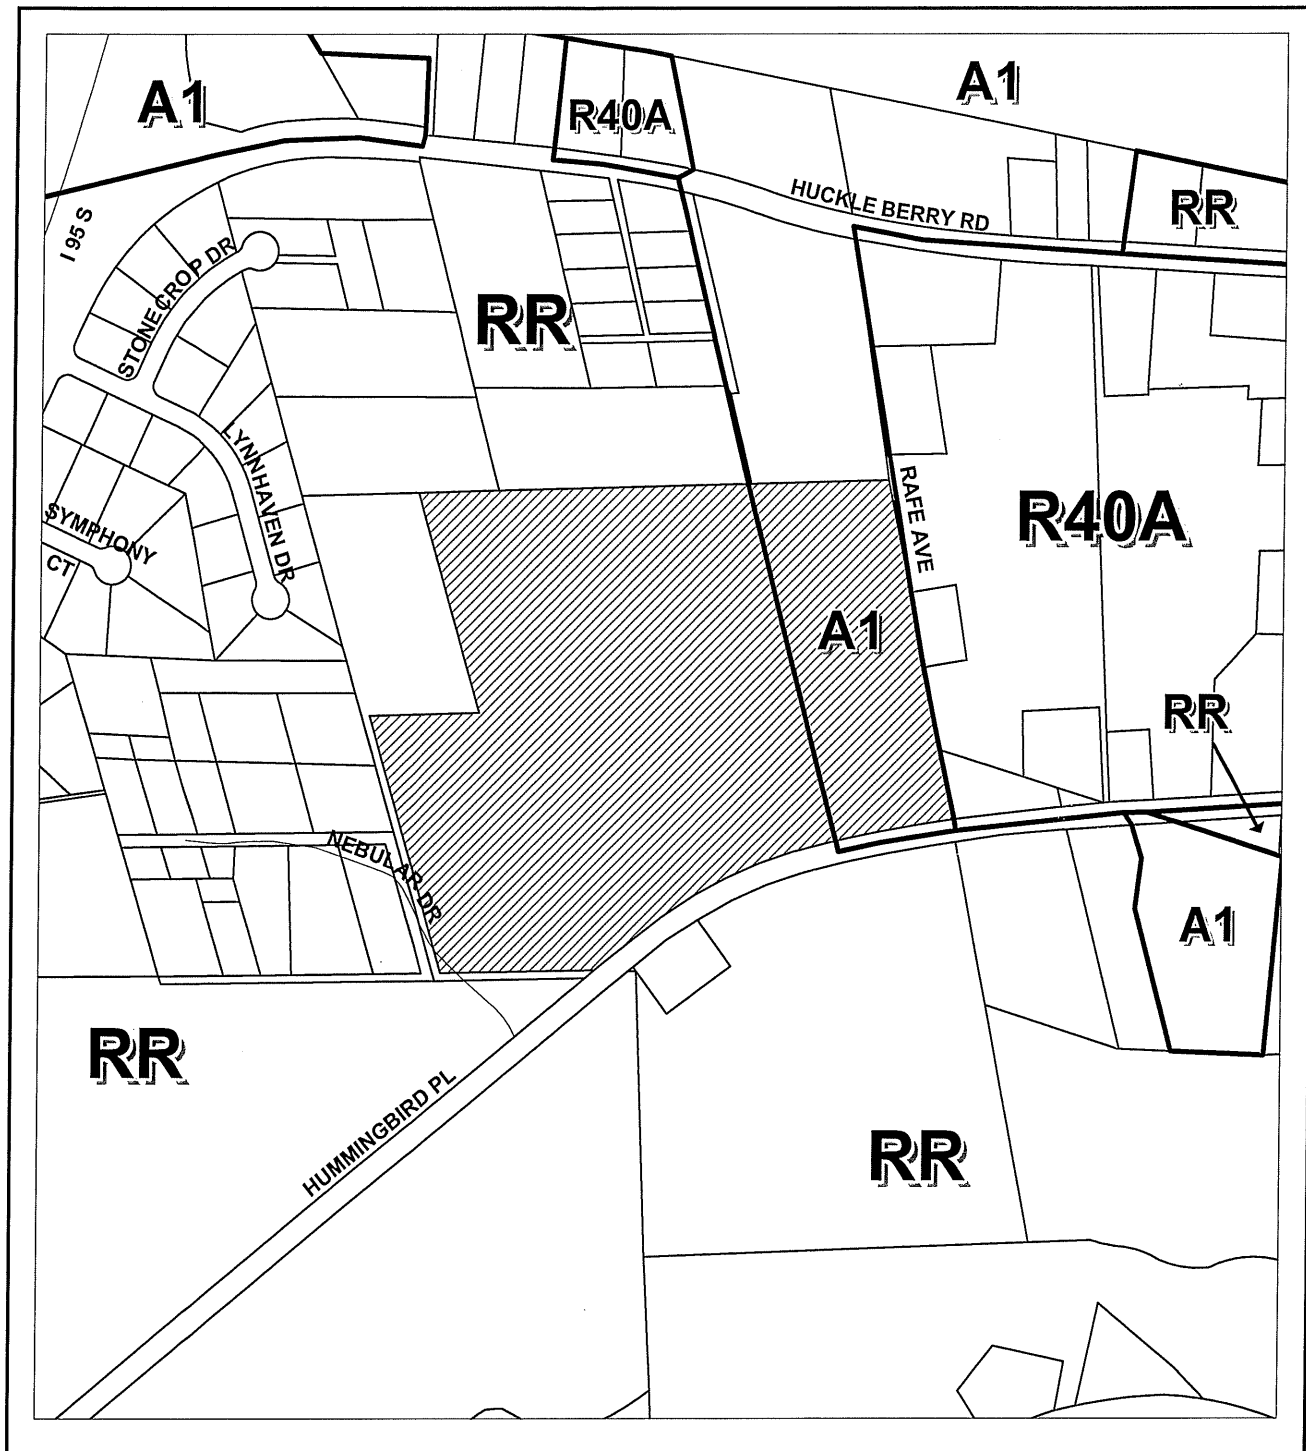 A1
R40A
A1
RR
HUCKLE BERRY RD
I 95 S
STONE CROP DR
RR
LYNNHAVEN DR
RAFE AVE
R40A
SYMPHONY
CT
A1
RR
NEBULAR DR
A1
RR
HUMMINGBIRD PL
RR